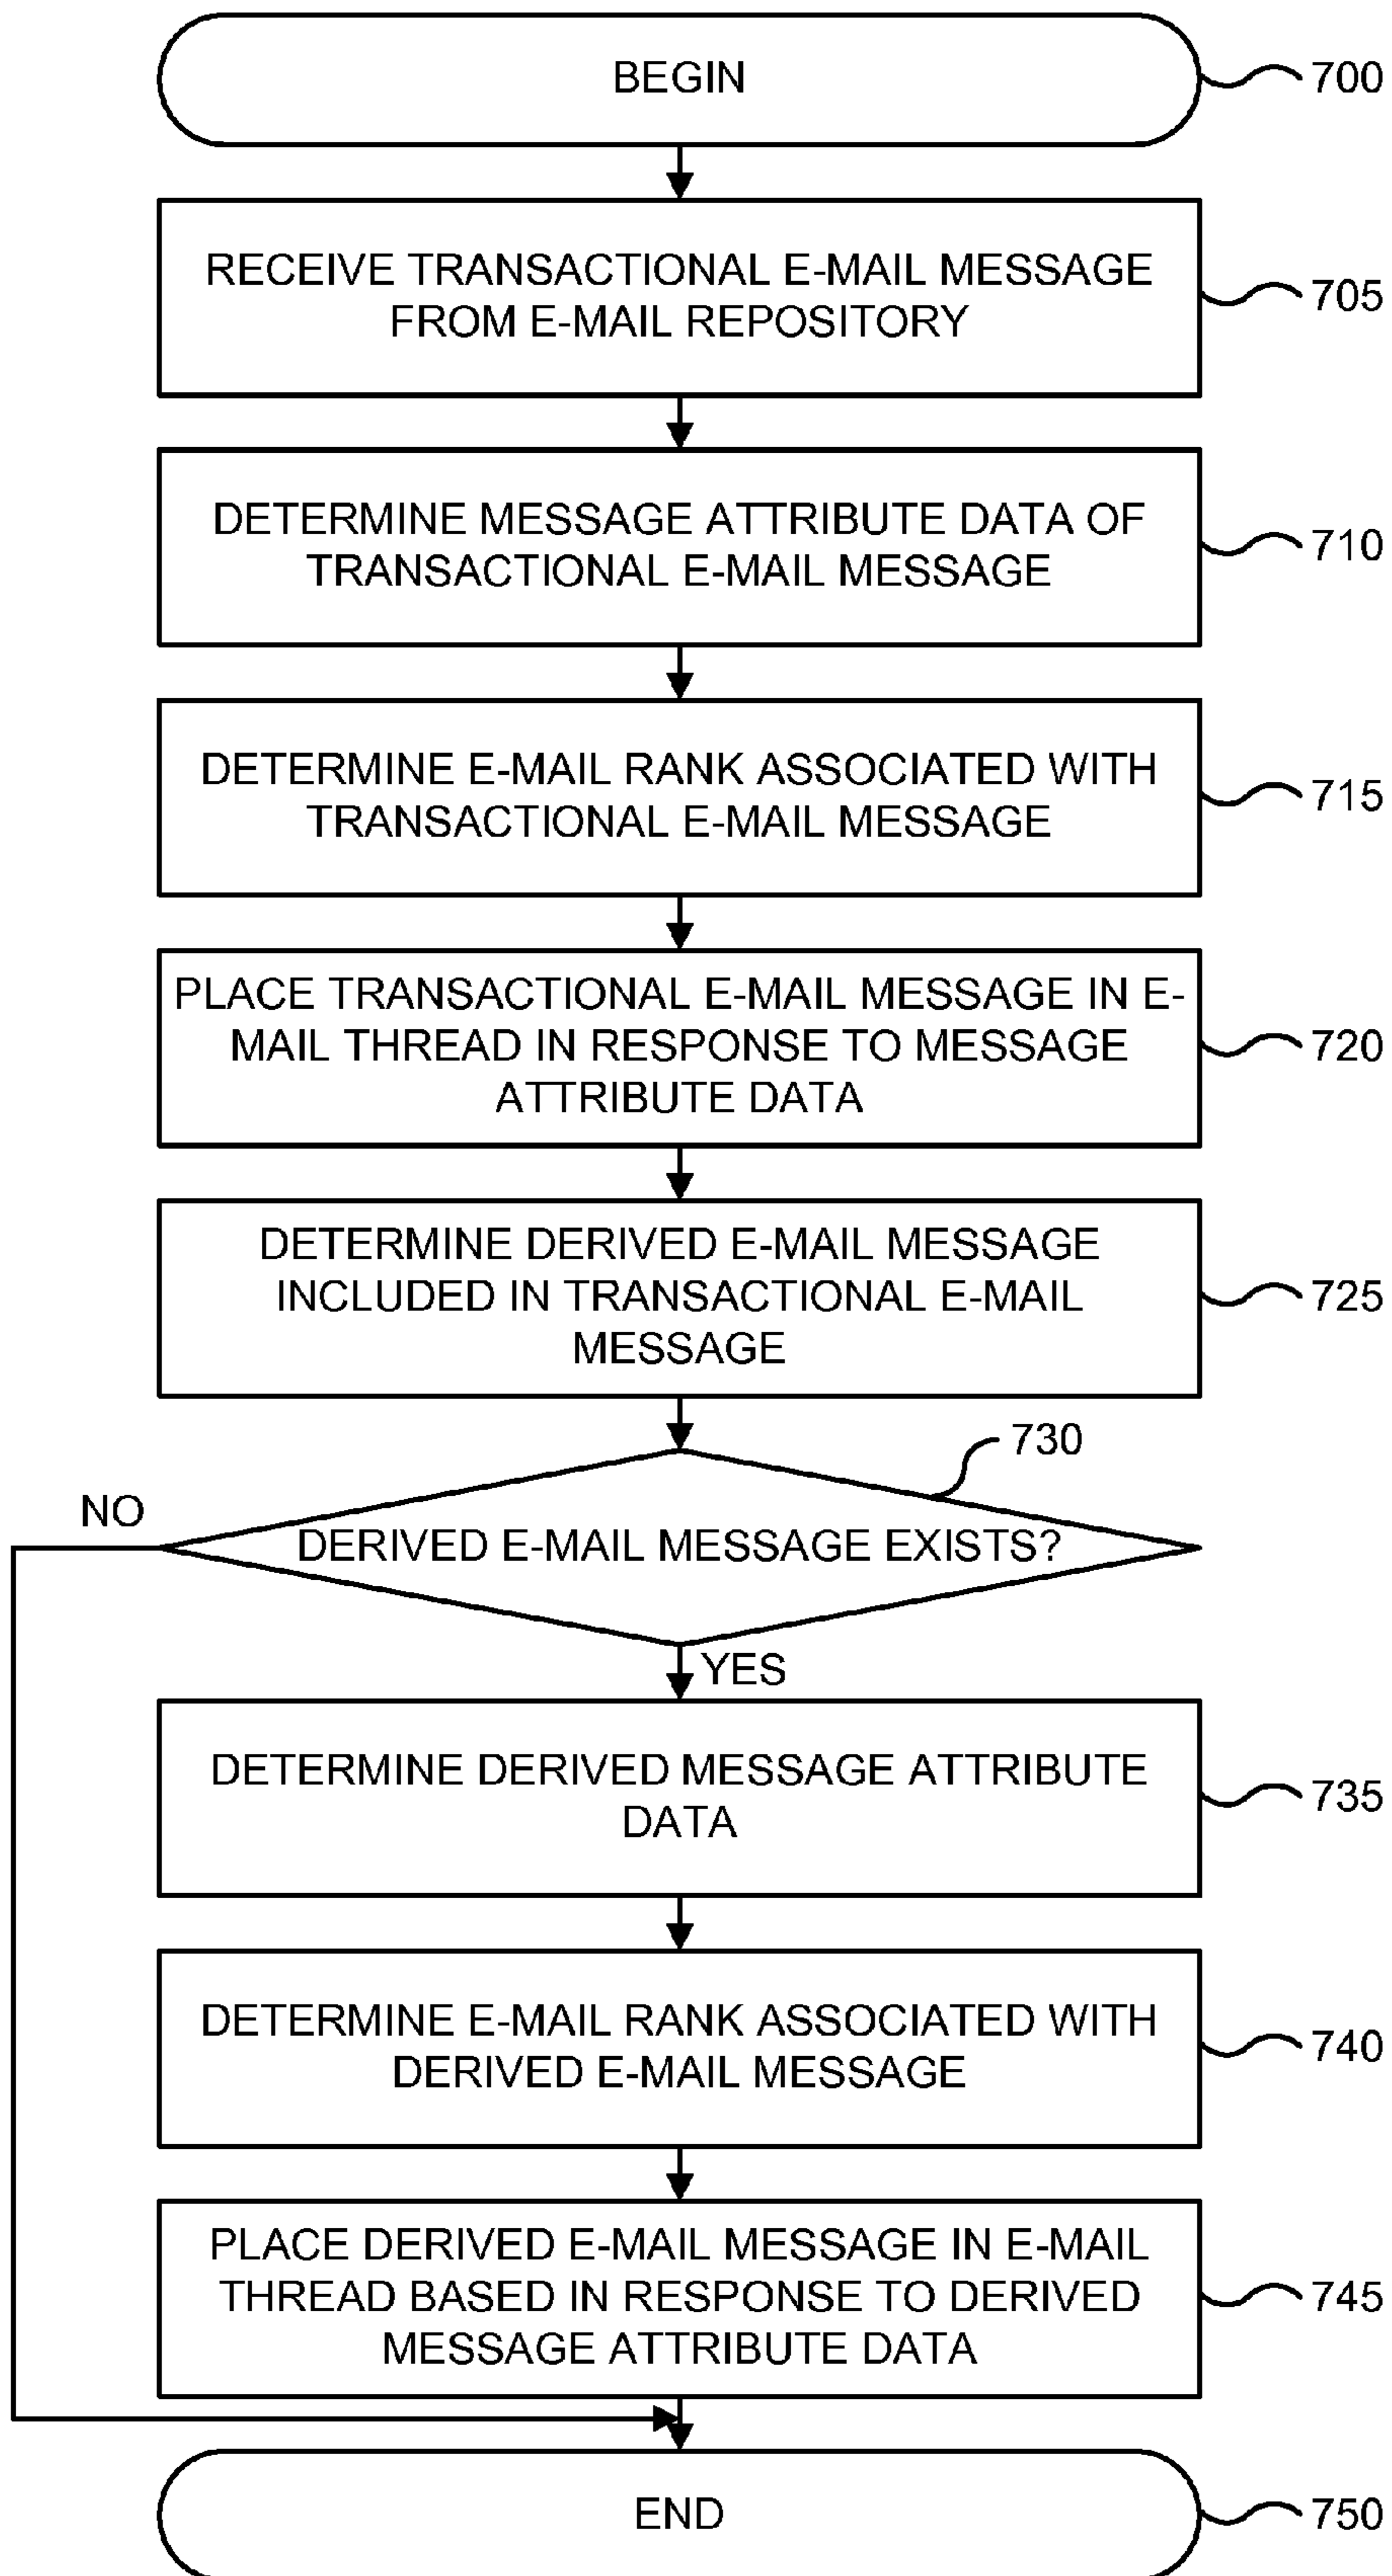 BEGIN
700
RECEIVE TRANSACTIONAL E-MAIL MESSAGE
FROM E-MAIL REPOSITORY
705
DETERMINE MESSAGE ATTRIBUTE DATA OF
TRANSACTIONAL E-MAIL MESSAGE
710
DETERMINE E-MAIL RANK ASSOCIATED WITH
TRANSACTIONAL E-MAIL MESSAGE
715
PLACE TRANSACTIONAL E-MAIL MESSAGE IN E-
MAIL THREAD IN RESPONSE TO MESSAGE
ATTRIBUTE DATA
720
DETERMINE DERIVED E-MAIL MESSAGE
INCLUDED IN TRANSACTIONAL E-MAIL
MESSAGE
725
730
NO
DERIVED E-MAIL MESSAGE EXISTS?
YES
DETERMINE DERIVED MESSAGE ATTRIBUTE
DATA
735
DETERMINE E-MAIL RANK ASSOCIATED WITH
DERIVED E-MAIL MESSAGE
740
PLACE DERIVED E-MAIL MESSAGE IN E-MAIL
THREAD BASED IN RESPONSE TO DERIVED
MESSAGE ATTRIBUTE DATA
745
END
750